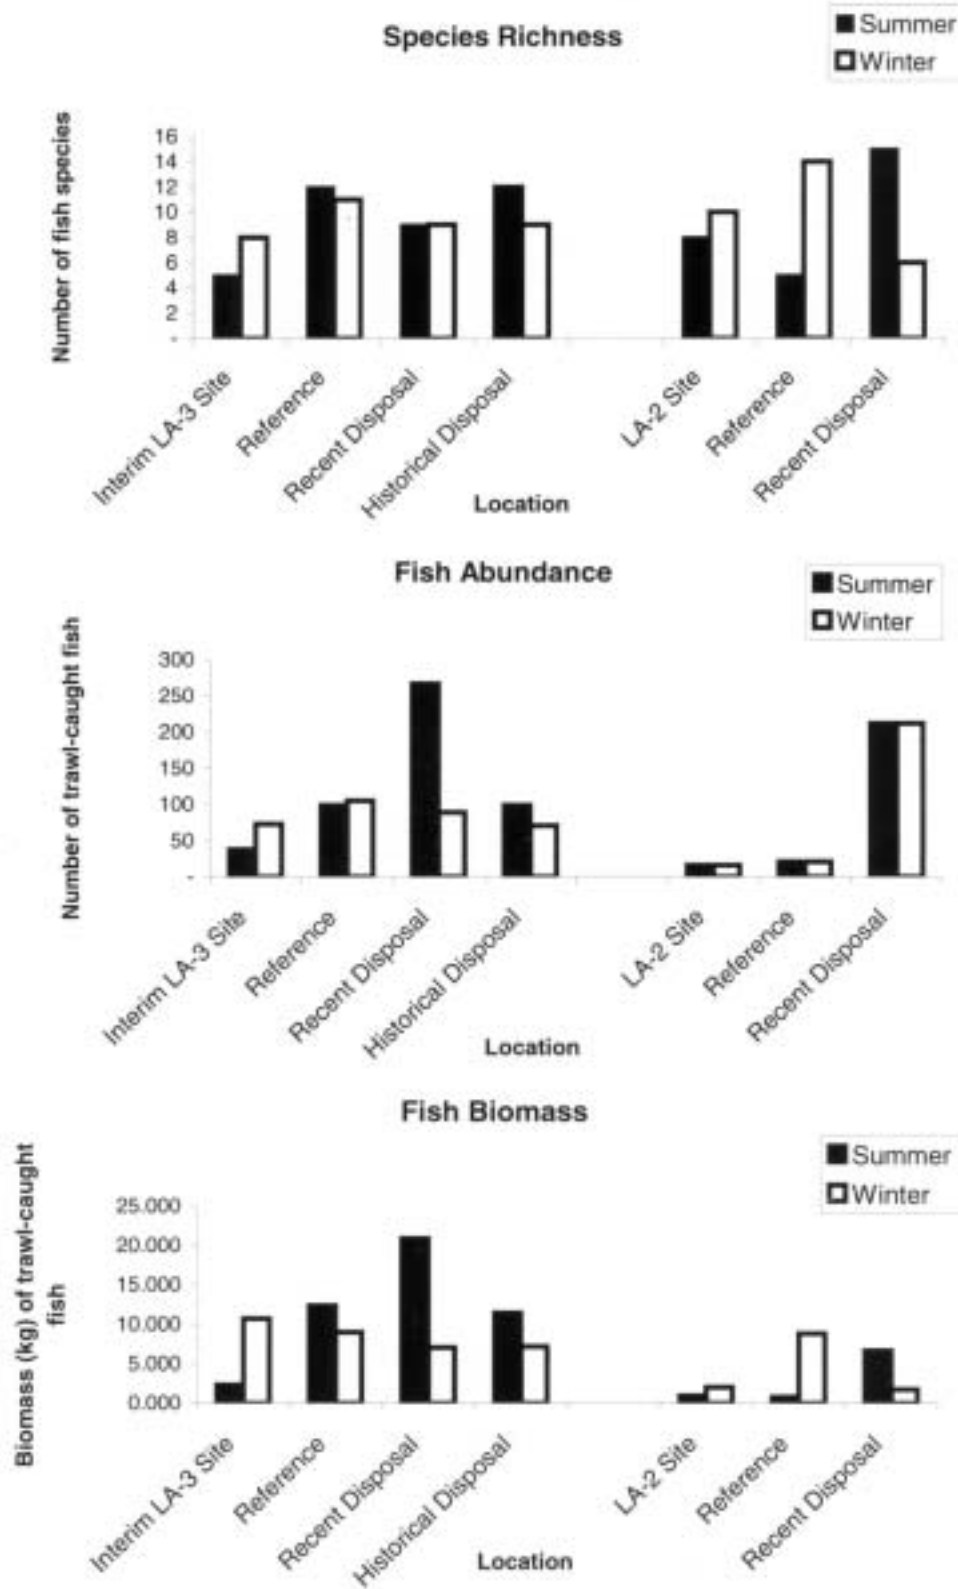 Species Richness
Summer
Winter
Number of fish species
16
14
12
10
8
6
4
2
-
Interim LA-3 Site
Reference
Recent Disposal
Historical Disposal
LA-2 Site
Reference
Recent Disposal
Location
Fish Abundance
Summer
Winter
Number of trawl-caught fish
300
250
200
150
100
50
-
Interim LA-3 Site
Reference
Recent Disposal
Historical Disposal
LA-2 Site
Reference
Recent Disposal
Location
Fish Biomass
Summer
Winter
Biomass (kg) of trawl-caught
fish
25.000
20.000
15.000
10.000
5.000
0.000
Interim LA-3 Site
Reference
Recent Disposal
Historical Disposal
LA-2 Site
Reference
Recent Disposal
Location